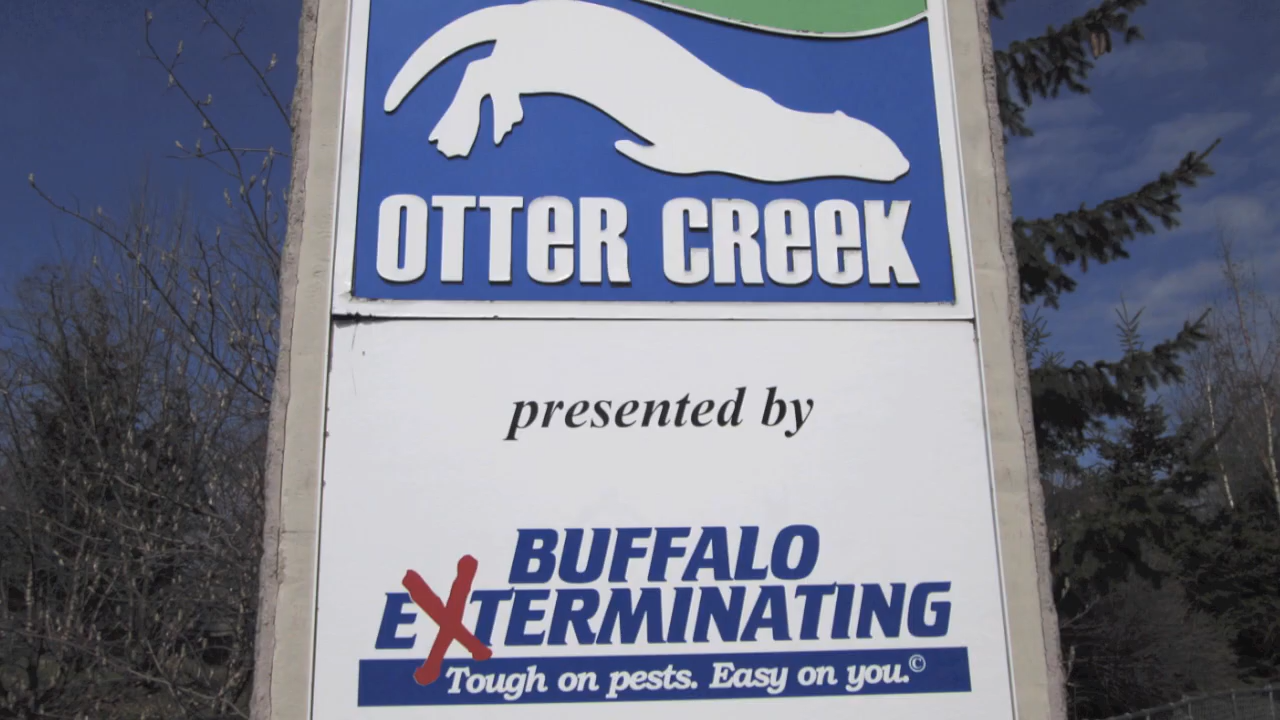 OTTER CREEK
presented by
BUFFALO
EXTERMINATING
Tough on pests. Easy on you.©